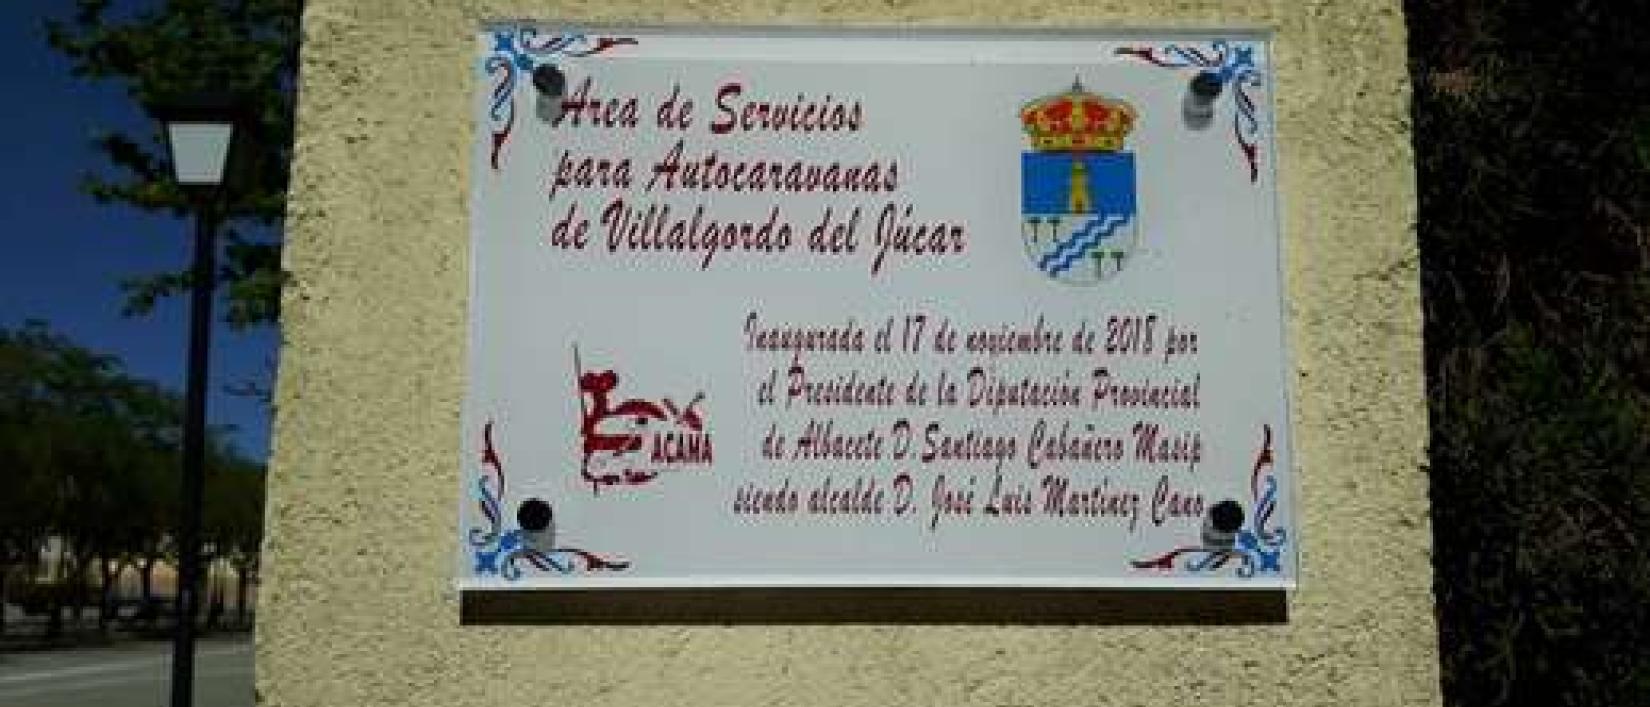 Área de Servicios
para Autocaravanas
de Villalgordo del Júcar
Inaugurada el 17 de noviembre de 2018 por
el Presidente de la Diputación Provincial
de Albacete D. Santiago Cabañero Masip
siendo alcalde D. José Luis Martínez Cano
ACAMA